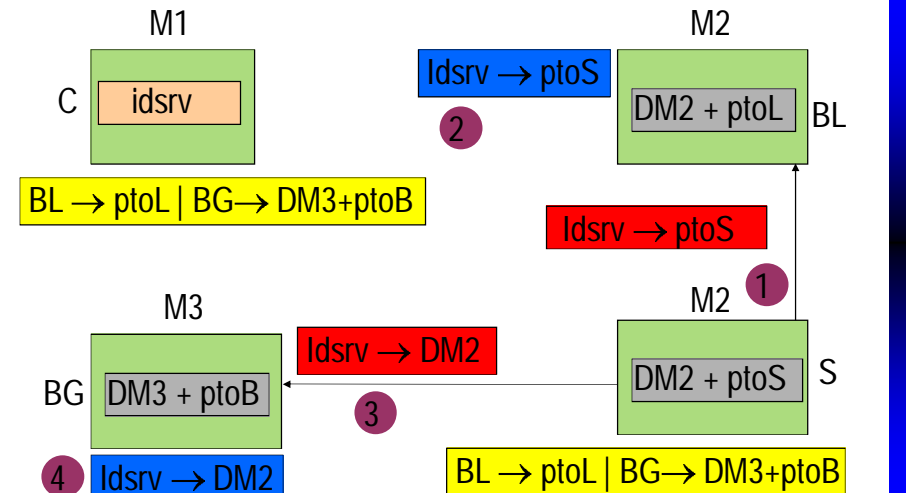 M1
M2
Idsrv → ptoS
C
idsrv
DM2 + ptoL
BL
2
BL → ptoL | BG→ DM3+ptoB
Idsrv → ptoS
1
M3
M2
Idsrv → DM2
BG
DM3 + ptoB
DM2 + ptoS
S
3
4
Idsrv → DM2
BL → ptoL | BG→ DM3+ptoB